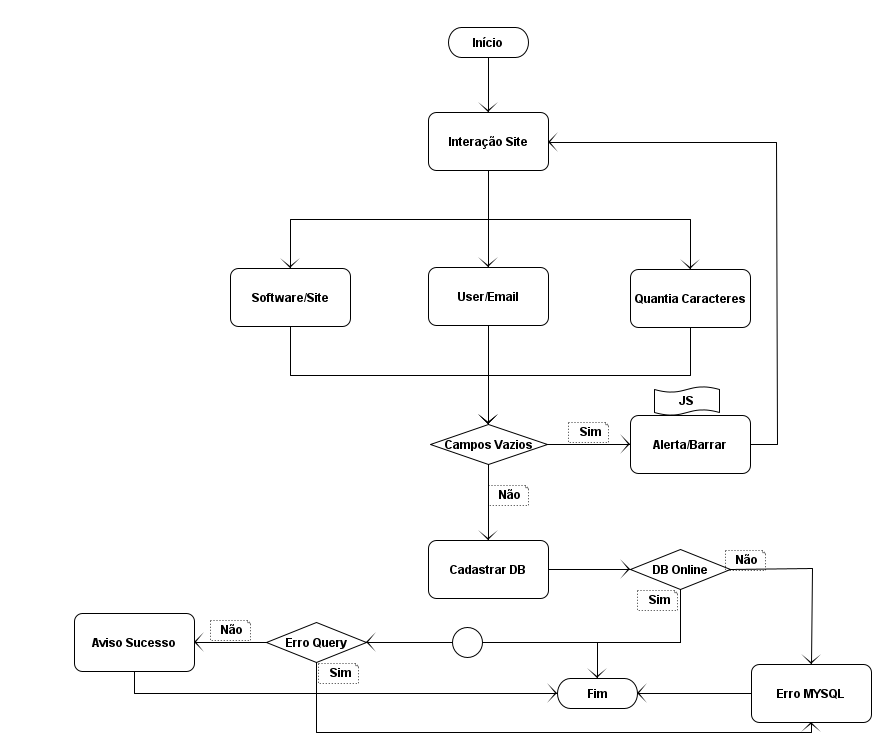 Início
Interação Site
Software/Site
User/Email
Quantia Caracteres
JS
Campos Vazios
Sim
Alerta/Barrar
Não
Cadastrar DB
DB Online
Não
Sim
Aviso Sucesso
Não
Erro Query
Sim
Fim
Erro MYSQL